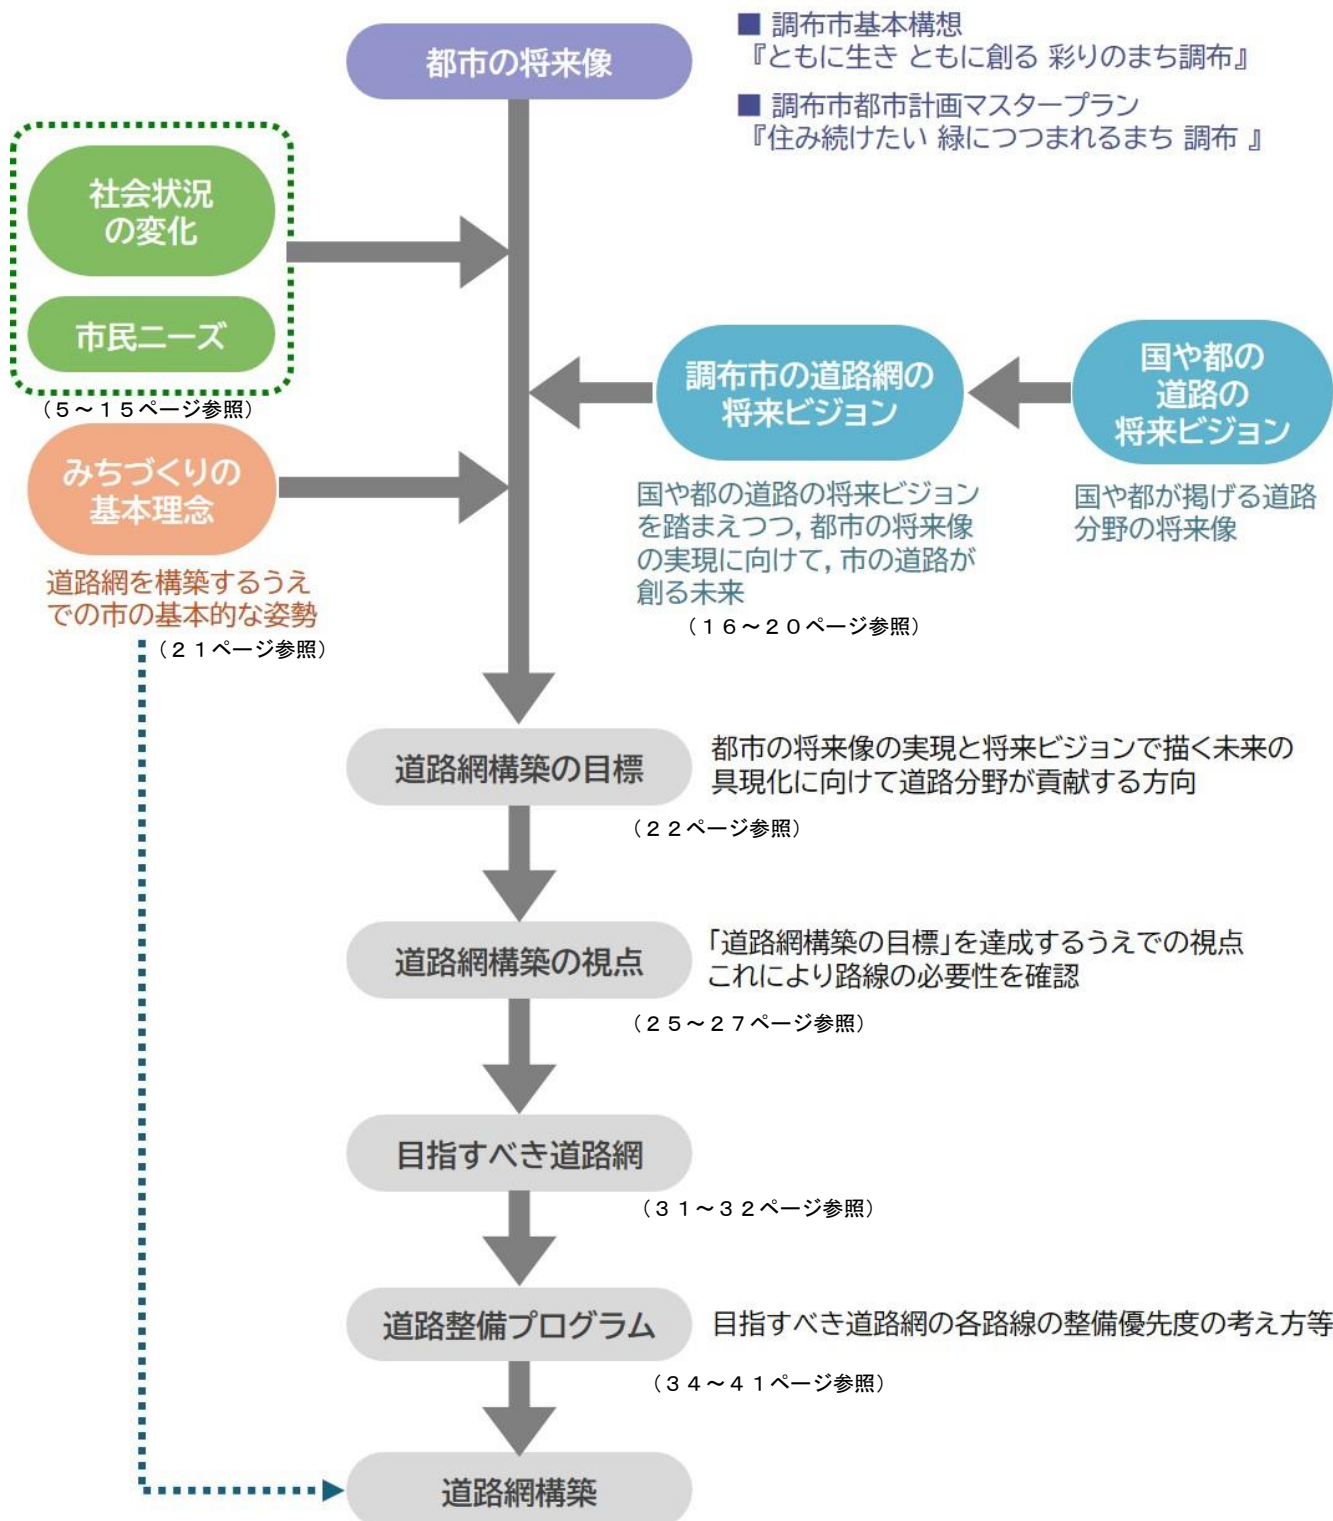 都市の将来像
■ 調布市基本構想
『ともに生き ともに創る 彩りのまち調布』
■ 調布市都市計画マスタープラン
『住み続けたい 緑につつまれるまち 調布 』
社会状況
の変化
市民ニーズ
（５～１５ページ参照）
調布市の道路網の
将来ビジョン
国や都の
道路の
将来ビジョン
みちづくりの
基本理念
国や都の道路の将来ビジョン
を踏まえつつ，都市の将来像
の実現に向けて，市の道路が
創る未来
（１６～２０ページ参照）
国や都が掲げる道路
分野の将来像
道路網を構築するうえ
での市の基本的な姿勢
（２１ページ参照）
道路網構築の目標
都市の将来像の実現と将来ビジョンで描く未来の
具現化に向けて道路分野が貢献する方向
（２２ページ参照）
道路網構築の視点
「道路網構築の目標」を達成するうえでの視点
これにより路線の必要性を確認
（２５～２７ページ参照）
目指すべき道路網
（３１～３２ページ参照）
道路整備プログラム
目指すべき道路網の各路線の整備優先度の考え方等
（３４～４１ページ参照）
道路網構築